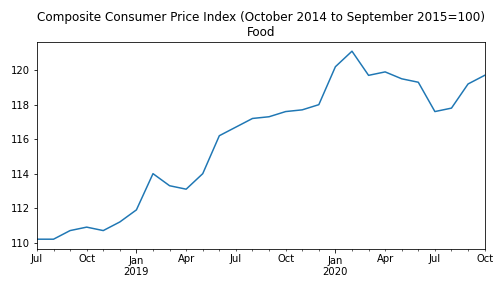 Composite Consumer Price Index (October 2014 to September 2015=100)
Food
120
118
116
114
112
110
Jul Oct Jan Apr Jul Oct Jan Apr Jul Oct
2019 2020